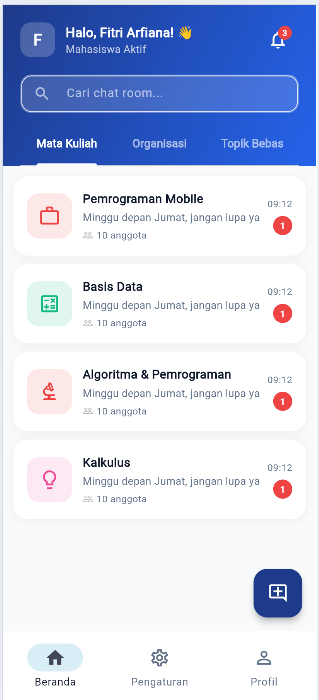 F
Halo, Fitri Arfiana! 👋
Mahasiswa Aktif
3
Cari chat room...
Mata Kuliah
Organisasi
Topik Bebas
Pemrograman Mobile
09:12
Minggu depan Jumat, jangan lupa ya
1
10 anggota
Basis Data
09:12
Minggu depan Jumat, jangan lupa ya
1
10 anggota
Algoritma & Pemrograman
09:12
Minggu depan Jumat, jangan lupa ya
1
10 anggota
Kalkulus
09:12
Minggu depan Jumat, jangan lupa ya
1
10 anggota
Beranda
Pengaturan
Profil